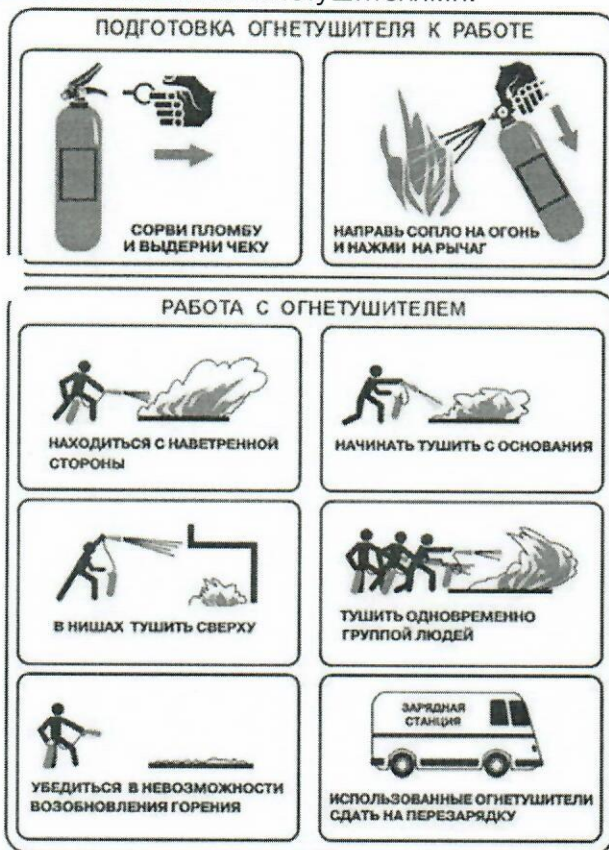 ПОДГОТОВКА ОГНЕТУШИТЕЛЯ К РАБОТЕ
СОРВИ ПЛОМБУ
И ВЫДЕРНИ ЧЕКУ
НАПРАВЬ СОПЛО НА ОГОНЬ
И НАЖМИ НА РЫЧАГ
РАБОТА С ОГНЕТУШИТЕЛЕМ
НАХОДИТЬСЯ С НАВЕТРЕННОЙ
СТОРОНЫ
НАЧИНАТЬ ТУШИТЬ С ОСНОВАНИЯ
В НИШАХ ТУШИТЬ СВЕРХУ
ТУШИТЬ ОДНОВРЕМЕННО
ГРУППОЙ ЛЮДЕЙ
УБЕДИТЬСЯ В НЕВОЗМОЖНОСТИ
ВОЗОБНОВЛЕНИЯ ГОРЕНИЯ
ЗАРЯДНАЯ
СТАНЦИЯ
ИСПОЛЬЗОВАННЫЕ ОГНЕТУШИТЕЛИ
СДАТЬ НА ПЕРЕЗАРЯДКУ